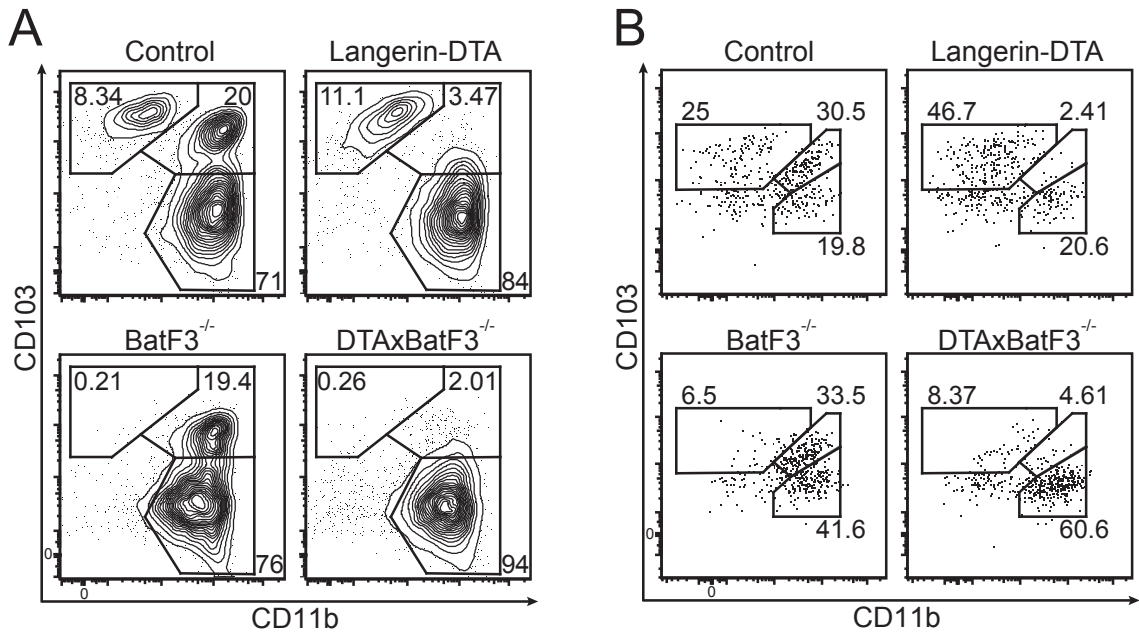 A
Control
Langerin-DTA
8.34
20
71
11.1
3.47
84
BatF3-/-
DTAxBatF3-/-
0.21
19.4
76
0.26
2.01
94
0
0
CD103
CD11b
B
Control
Langerin-DTA
25
30.5
19.8
46.7
2.41
20.6
BatF3-/-
DTAxBatF3-/-
6.5
33.5
41.6
8.37
4.61
60.6
0
0
CD103
CD11b